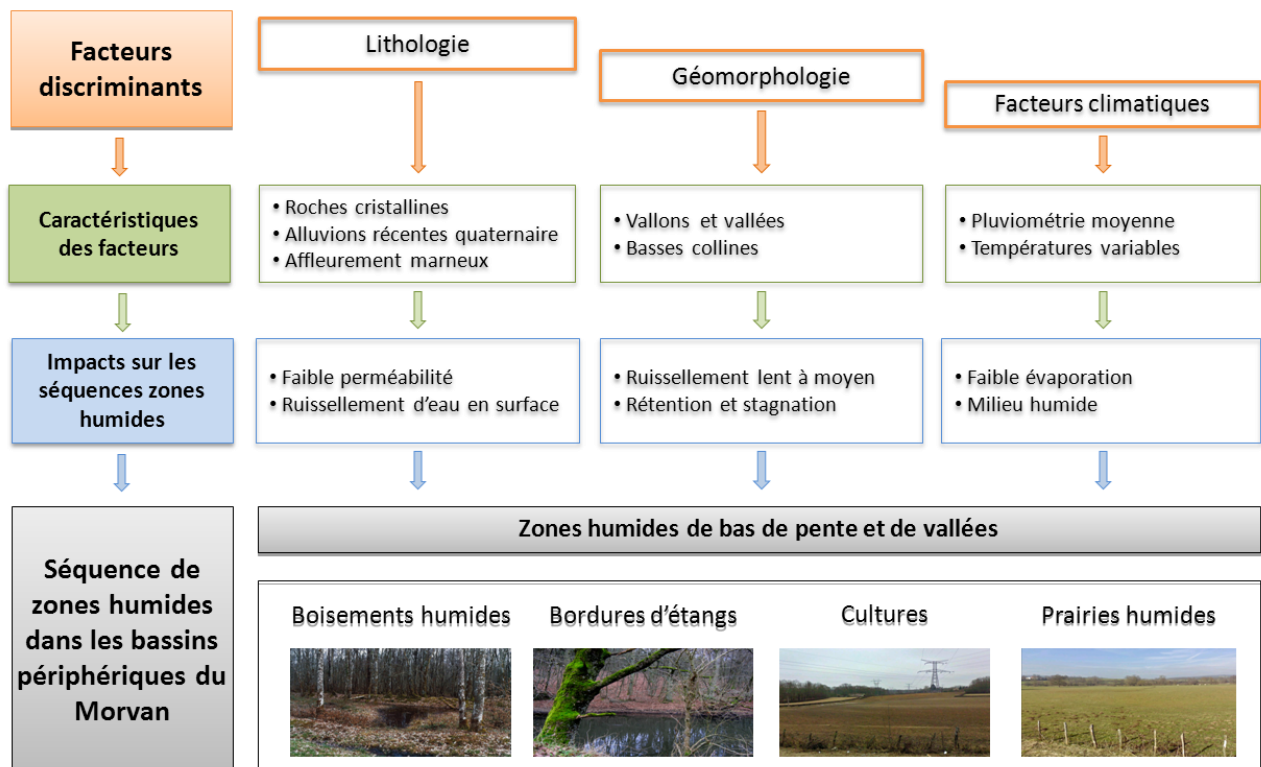 Facteurs
discriminants
Lithologie
Géomorphologie
Facteurs climatiques
Caractéristiques
des facteurs
• Roches cristallines
• Alluvions récentes quaternaire
• Affleurement marneux
• Vallons et vallées
• Basses collines
• Pluviométrie moyenne
• Températures variables
Impacts sur les
séquences zones
humides
• Faible perméabilité
• Ruissellement d'eau en surface
• Ruissellement lent à moyen
• Rétention et stagnation
• Faible évaporation
• Milieu humide
Séquence de
zones humides
dans les bassins
périphériques du
Morvan
Zones humides de bas de pente et de vallées
Boisements humides
Bordures d'étangs
Cultures
Prairies humides